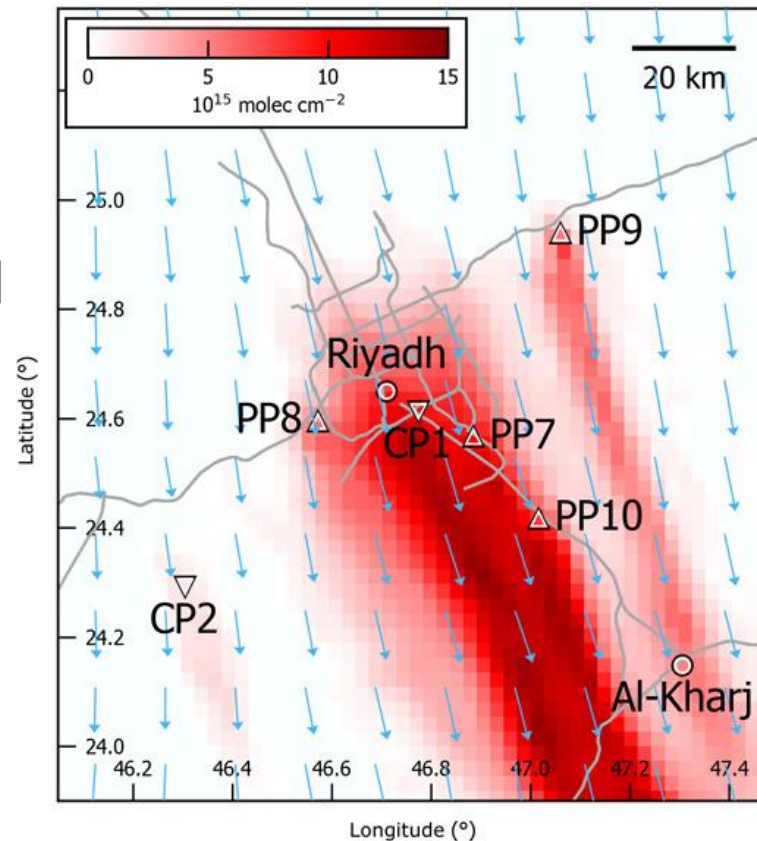 0 5 10 15
10¹⁵ molec cm⁻²
20 km
25.0
PP9
24.8
Riyadh
24.6
PP8
CP1
PP7
24.4
PP10
CP2
24.2
Al-Kharj
24.0
46.2 46.4 46.6 46.8 47.0 47.2 47.4
Latitude (°)
Longitude (°)